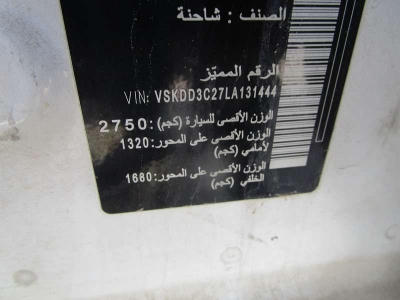 الصنف : شاحنة
الرقم المميّز
VIN: VSKDD3C27LA131444
الوزن الأقصى للسيارة (كجم): 2750
الوزن الأقصى على المحور: 1320
لأمامي (كجم)
الوزن الأقصى على المحور: 1680
الخلفي (كجم)